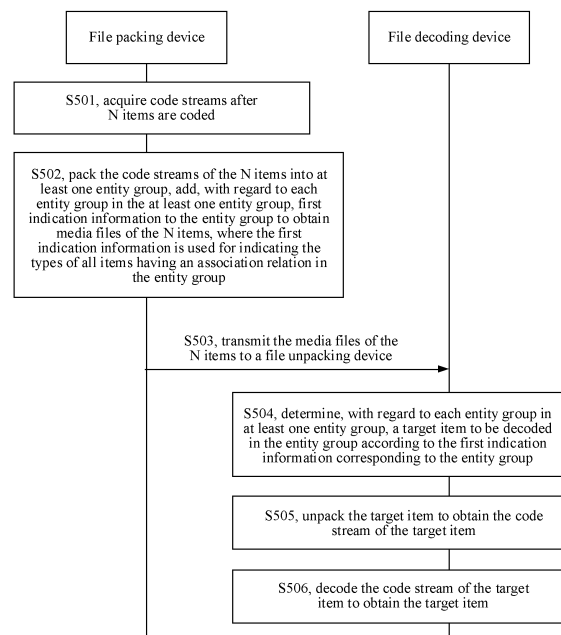 File packing device
File decoding device
S501, acquire code streams after
N items are coded
S502, pack the code streams of the N items into
at least one entity group, add, with regard to each
entity group in the at least one entity group, first
indication information to the entity group to obtain
media files of the N items, where the first
indication information is used for indicating the
types of all items having an association relation in
the entity group
S503, transmit the media files of the
N items to a file unpacking device
S504, determine, with regard to each entity group in
at least one entity group, a target item to be decoded
in the entity group according to the first indication
information corresponding to the entity group
S505, unpack the target item to obtain the code
stream of the target item
S506, decode the code stream of the target
item to obtain the target item